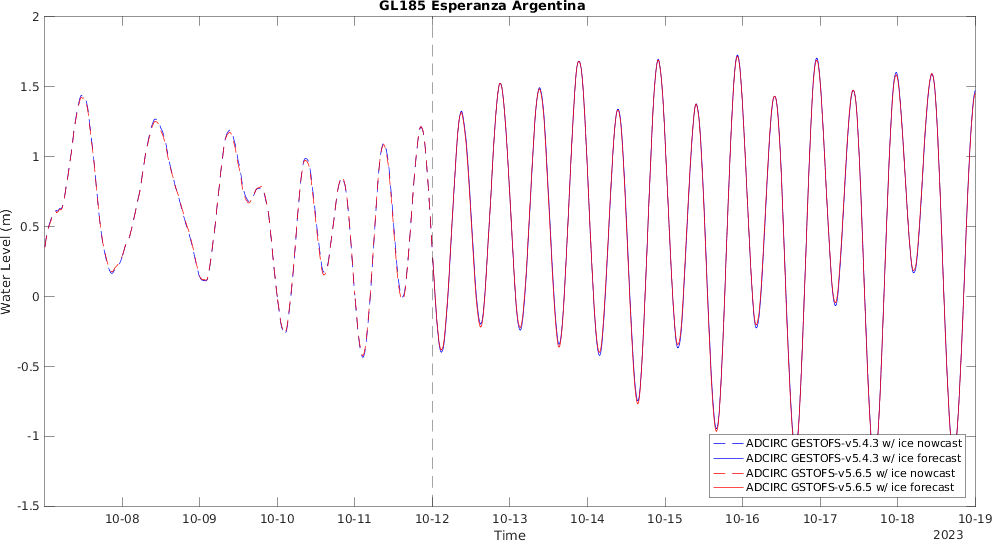 GL185 Esperanza Argentina
2
1.5
1
0.5
0
-0.5
-1
-1.5
Water Level (m)
10-08 10-09 10-10 10-11 10-12 10-13 10-14 10-15 10-16 10-17 10-18 10-19
Time
2023
ADCIRC GESTOFS-v5.4.3 w/ ice nowcast
ADCIRC GESTOFS-v5.4.3 w/ ice forecast
ADCIRC GSTOFS-v5.6.5 w/ ice nowcast
ADCIRC GSTOFS-v5.6.5 w/ ice forecast